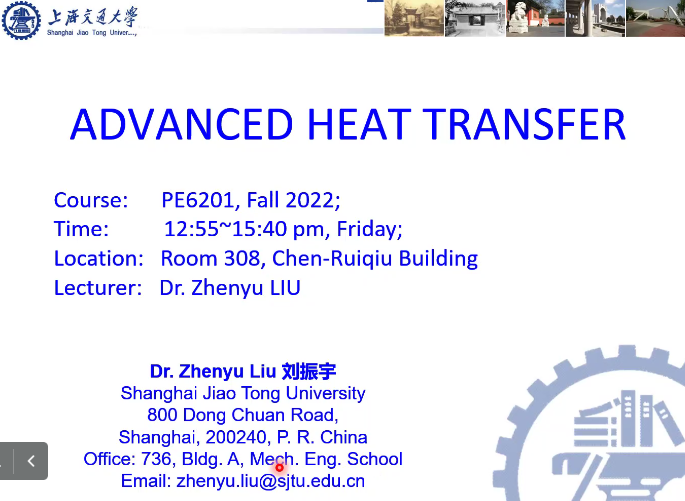 上海交通大学
Shanghai Jiao Tong Univer...,
ADVANCED HEAT TRANSFER
Course: PE6201, Fall 2022;
Time: 12:55~15:40 pm, Friday;
Location: Room 308, Chen-Ruiqiu Building
Lecturer: Dr. Zhenyu LIU
Dr. Zhenyu Liu 刘振宇
Shanghai Jiao Tong University
800 Dong Chuan Road,
Shanghai, 200240, P. R. China
Office: 736, Bldg. A, Mech. Eng. School
Email: zhenyu.liu@sjtu.edu.cn